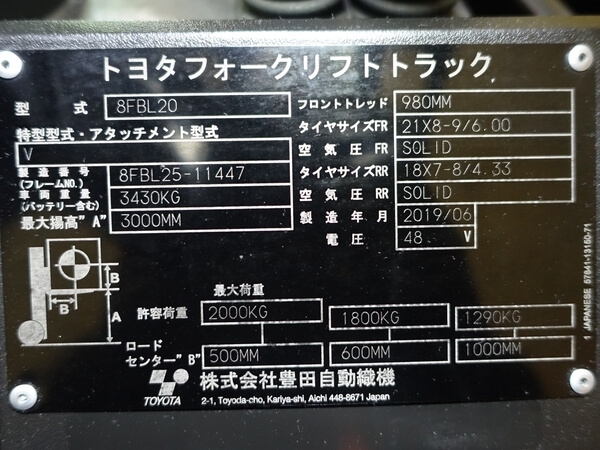 トヨタフォークリフトトラック
型式 8FBL20 フロントトレッド 980MM
特型型式・アタッチメント型式 タイヤサイズFR 21X8-9/6.00
V 空気圧FR SOLID
製造番号(フレームNO.) 8FBL25-11447 タイヤサイズRR 18X7-8/4.33
車両重量(バッテリー含む) 3430KG 空気圧RR SOLID
最大揚高"A" 3000MM 製造年月 2019/06
電圧 48 V
B
B
A
最大荷重
許容荷重 2000KG 1800KG 1290KG
ロードセンター"B" 500MM 600MM 1000MM
TOYOTA 株式会社豊田自動織機
2-1, Toyoda-cho, Kariya-shi, Aichi 448-8671 Japan
1 JAPANESE 57641-13150-71